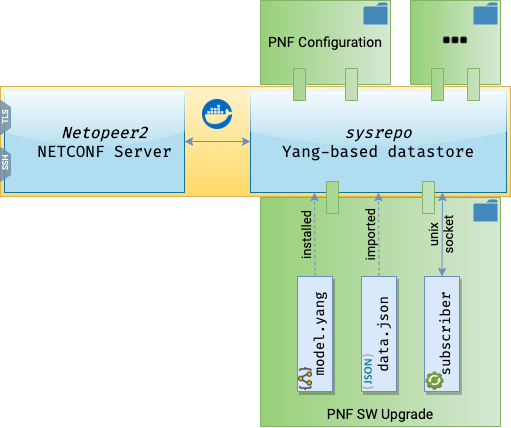 PNF Configuration
...
TLS
SSH
Netopeer2
NETCONF Server
sysrepo
Yang-based datastore
installed
imported
unix
socket
model.yang
{JSON}
data.json
subscriber
PNF SW Upgrade